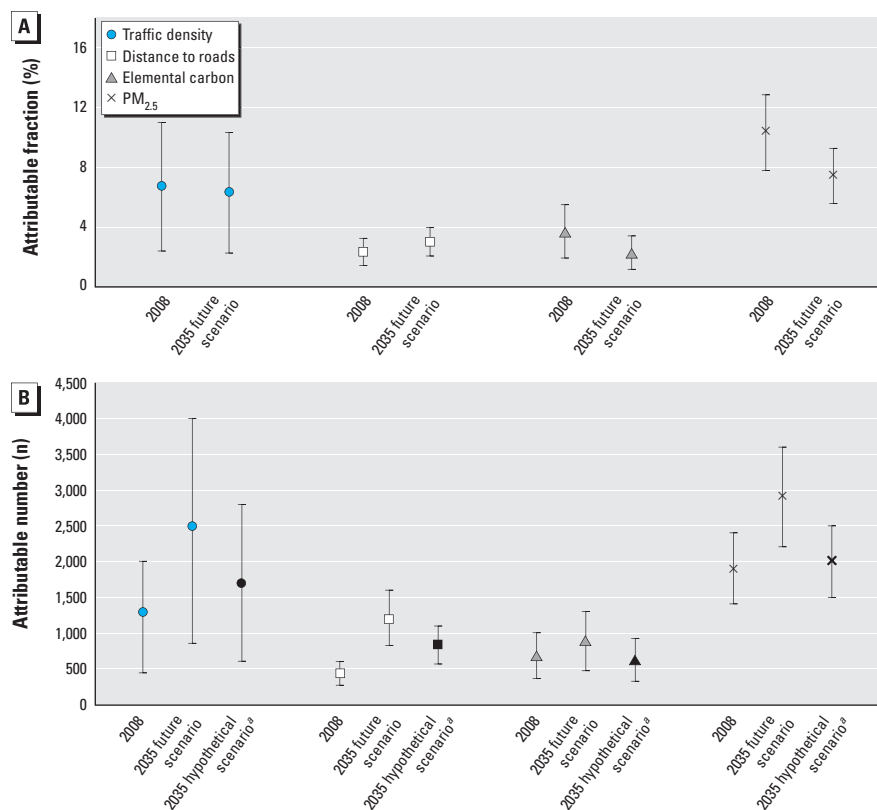 A
Attributable fraction (%)
16
12
8
4
0
Traffic density
Distance to roads
Elemental carbon
PM2.5
2008
2035 future
scenario
2008
2035 future
scenario
2008
2035 future
scenario
2008
2035 future
scenario
B
Attributable number (n)
4,500
4,000
3,500
3,000
2,500
2,000
1,500
1,000
500
0
2008
2035 future
scenario
2035 hypothetical
scenarioa
2008
2035 future
scenario
2035 hypothetical
scenarioa
2008
2035 future
scenario
2035 hypothetical
scenarioa
2008
2035 future
scenario
2035 hypothetical
scenarioa